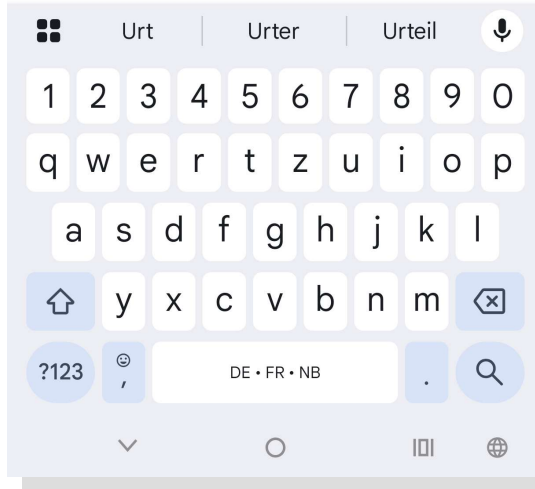 Urt Urter Urteil
1 2 3 4 5 6 7 8 9 0
q w e r t z u i o p
a s d f g h j k l
y x c v b n m
?123 , DE • FR • NB .